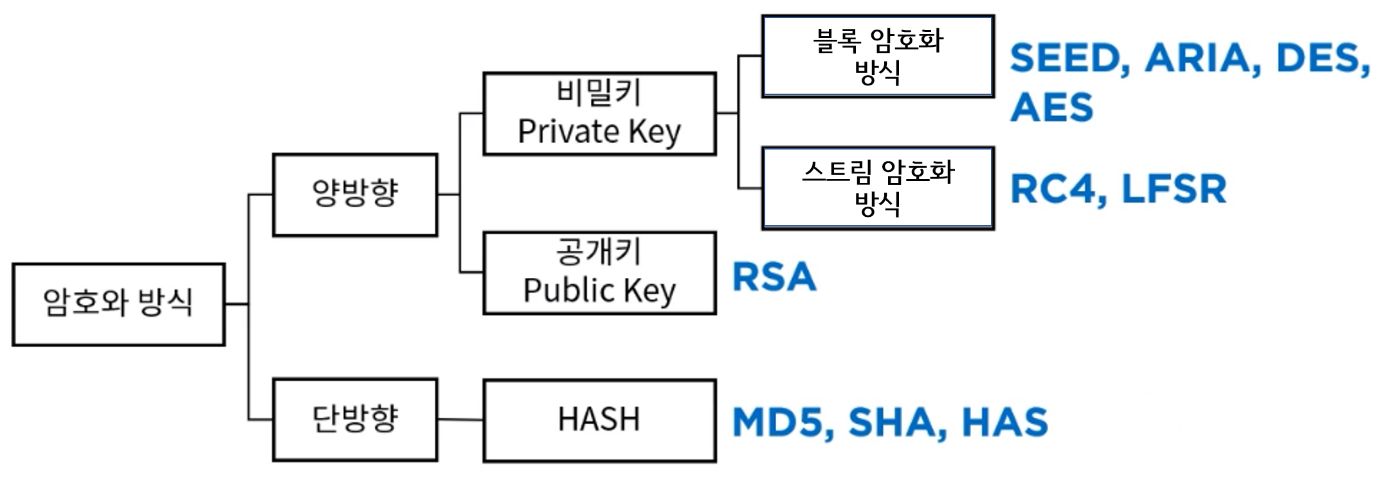 블록 암호화
방식
SEED, ARIA, DES,
AES
비밀키
Private Key
스트림 암호화
방식
RC4, LFSR
양방향
공개키
Public Key
RSA
암호와 방식
단방향
HASH
MD5, SHA, HAS